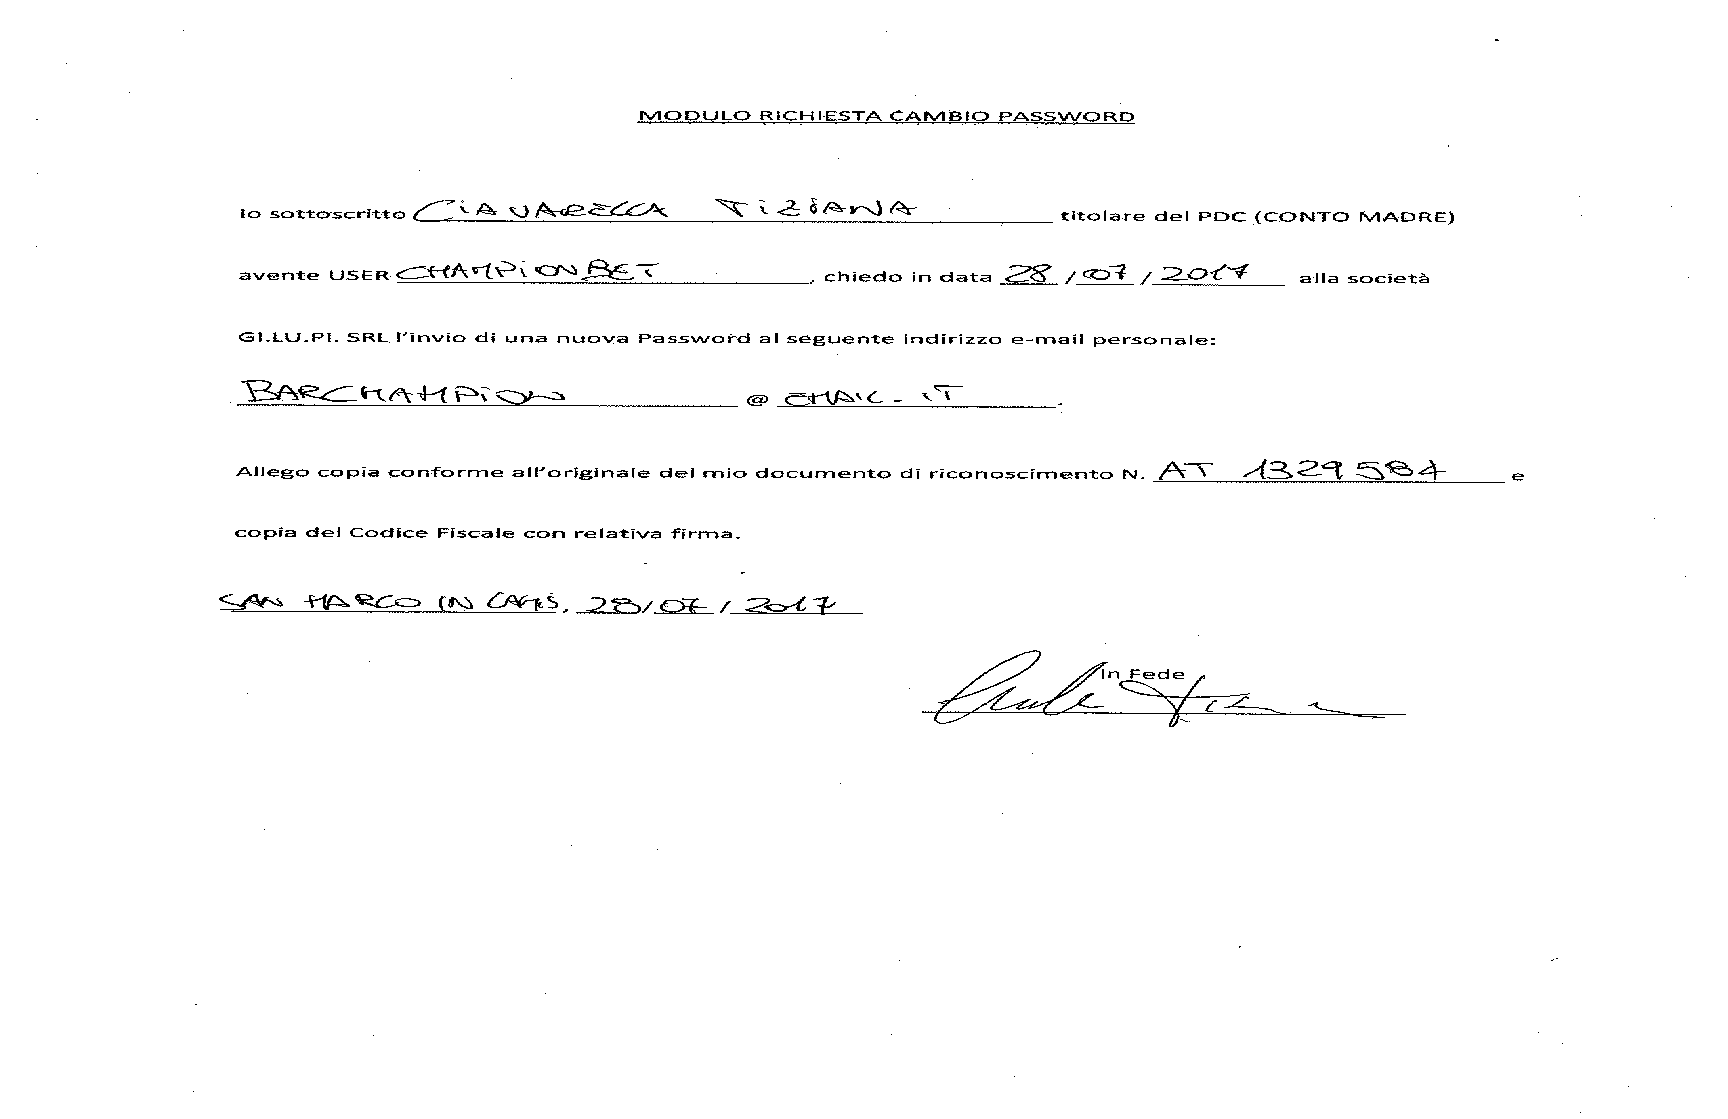 MODULO RICHIESTA CAMBIO PASSWORD
Io sottoscritto CIAVARELLA TIZIANA titolare del PDC (CONTO MADRE)
avente USER CHAMPIONBET, chiedo in data 28/07/2017 alla società
GI.LU.PI. SRL l'invio di una nuova Password al seguente indirizzo e-mail personale:
BARCHAMPION @ EMAIL.IT.
Allego copia conforme all'originale del mio documento di riconoscimento N. AT 1329584 e
copia del Codice Fiscale con relativa firma.
SAN MARCO IN LAMIS, 28/07/2017
In Fede